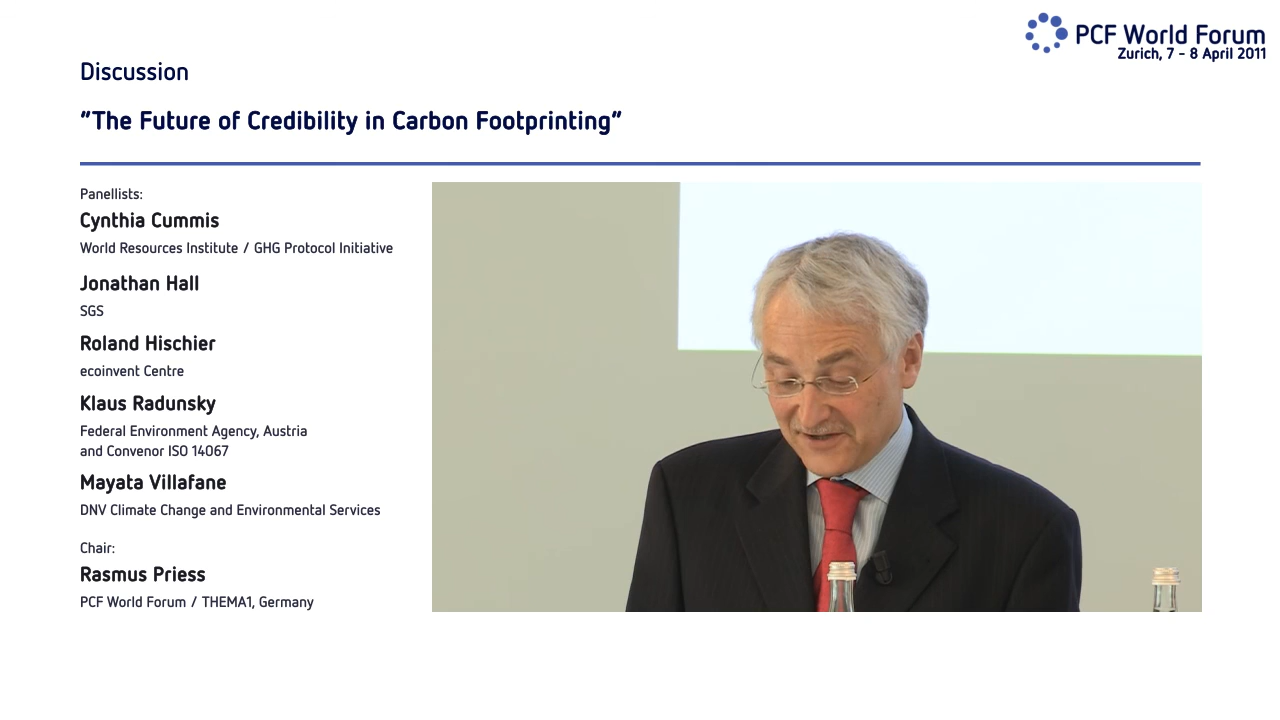 PCF World Forum
Zurich, 7 - 8 April 2011
Discussion
"The Future of Credibility in Carbon Footprinting"
Panellists:
Cynthia Cummis
World Resources Institute / GHG Protocol Initiative
Jonathan Hall
SGS
Roland Hischier
ecoinvent Centre
Klaus Radunsky
Federal Environment Agency, Austria
and Convenor ISO 14067
Mayata Villafane
DNV Climate Change and Environmental Services
Chair:
Rasmus Priess
PCF World Forum / THEMA1, Germany